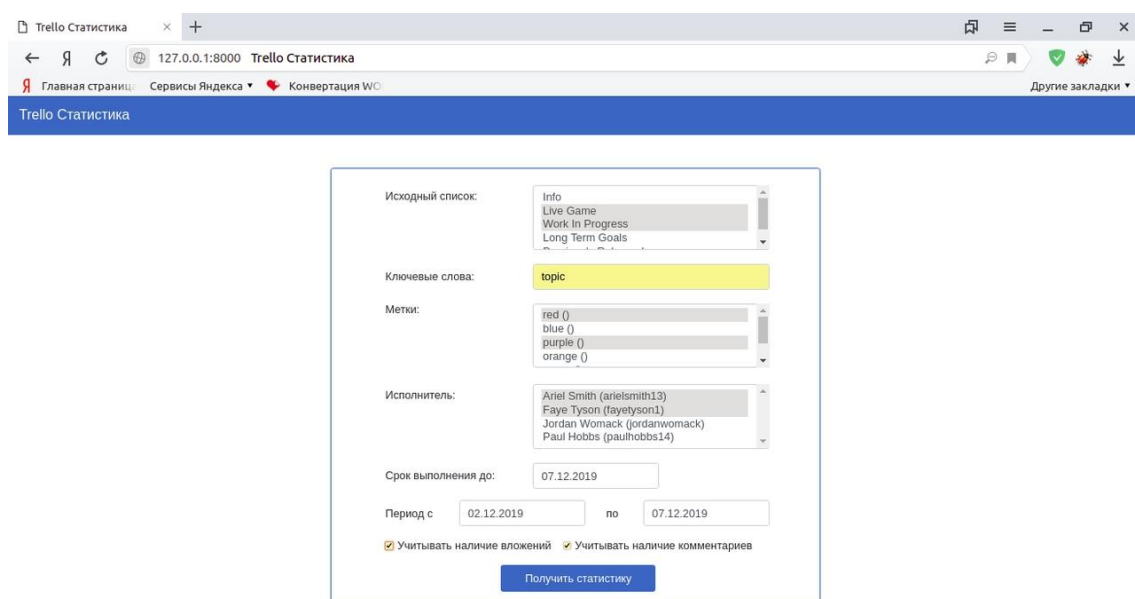 Trello Статистика
127.0.0.1:8000 Trello Статистика
Я Главная страниц Сервисы Яндекса Конвертация WO Другие закладки
Trello Статистика
Исходный список:
Info
Live Game
Work In Progress
Long Term Goals
Ключевые слова: topic
Метки:
red ()
blue ()
purple ()
orange ()
Исполнитель:
Ariel Smith (arielsmith13)
Faye Tyson (fayetyson1)
Jordan Womack (jordanwomack)
Paul Hobbs (paulhobbs14)
Срок выполнения до: 07.12.2019
Период с 02.12.2019 по 07.12.2019
Учитывать наличие вложений Учитывать наличие комментариев
Получить статистику